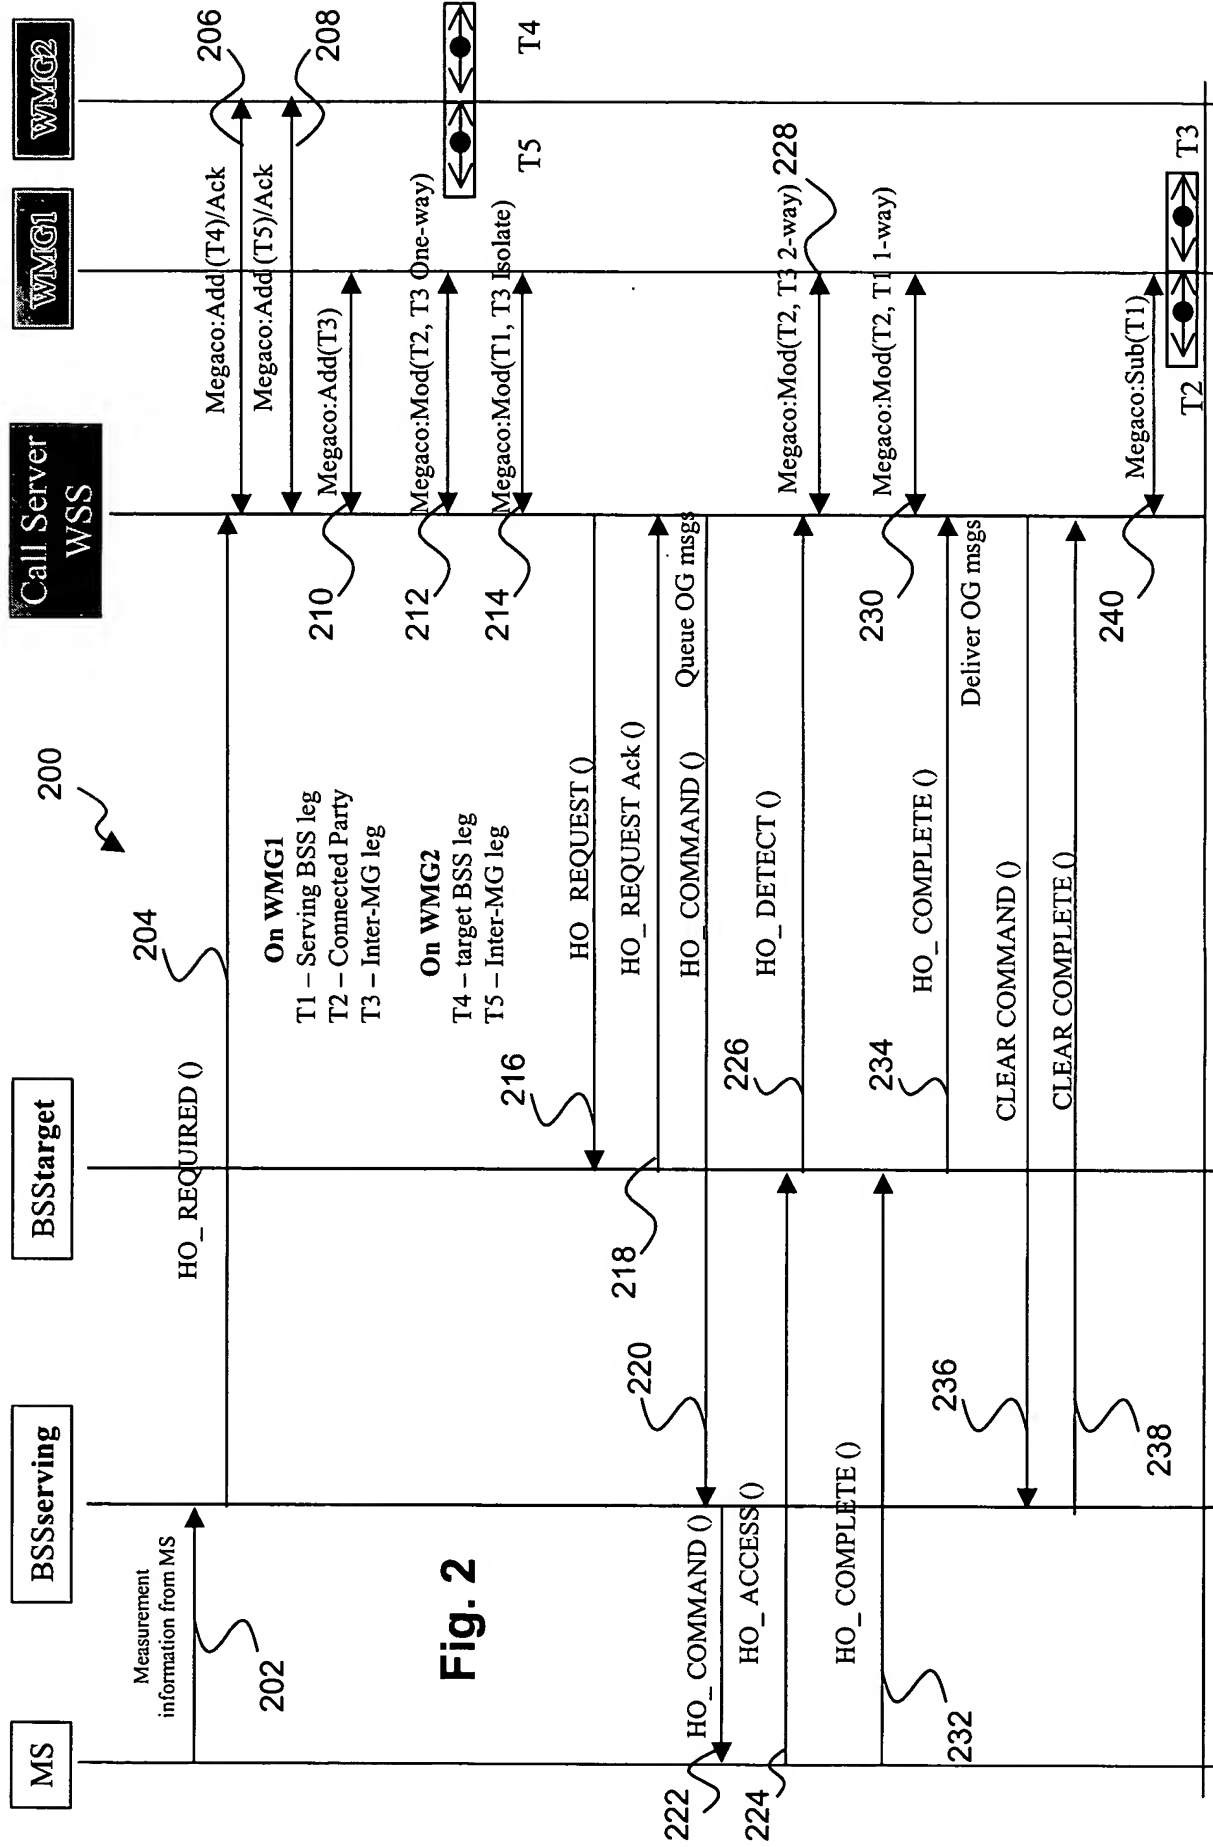 MS
BSSserving
BSStarget
Call Server
WSS
WMG1
WMG2
200
Measurement
information from MS
202
HO_REQUIRED ()
204
Megaco:Add (T4)/Ack
206
Megaco:Add (T5)/Ack
208
On WMG1
T1 – Serving BSS leg
T2 – Connected Party
T3 – Inter-MG leg
On WMG2
T4 – target BSS leg
T5 – Inter-MG leg
Megaco:Add(T3)
210
Megaco:Mod(T2, T3 One-way)
212
Megaco:Mod(T1, T3 Isolate)
214
T5
T4
HO_REQUEST ()
216
HO_REQUEST Ack ()
218
Queue OG msgs
HO_COMMAND ()
220
HO_COMMAND ()
222
HO_ACCESS ()
224
HO_DETECT ()
226
Megaco:Mod(T2, T3 2-way)
228
Megaco:Mod(T2, T1 1-way)
230
HO_COMPLETE ()
232
HO_COMPLETE ()
234
Deliver OG msgs
CLEAR COMMAND ()
236
CLEAR COMPLETE ()
238
Megaco:Sub(T1)
240
T2
T3
Fig. 2